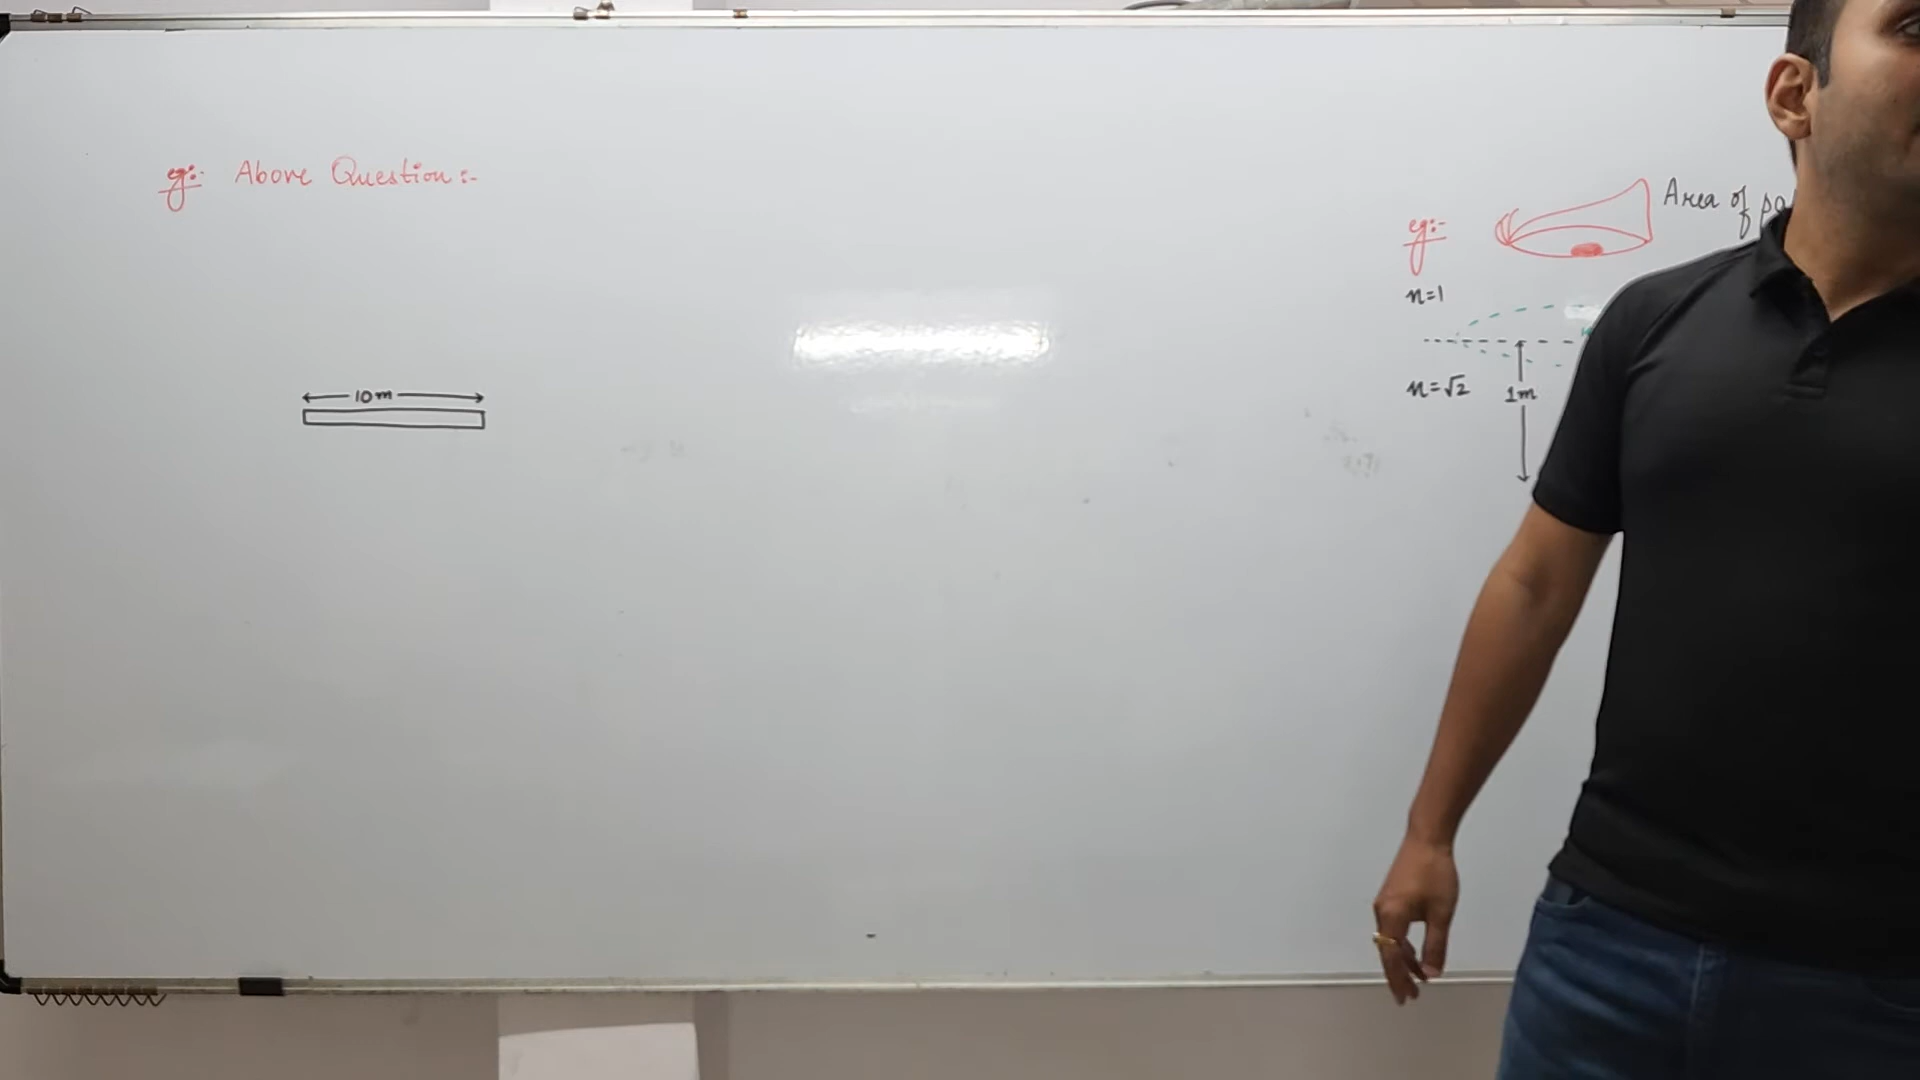 eg:- Above Question :-
10m
eg:- Area of
n=1
n=√2 1m